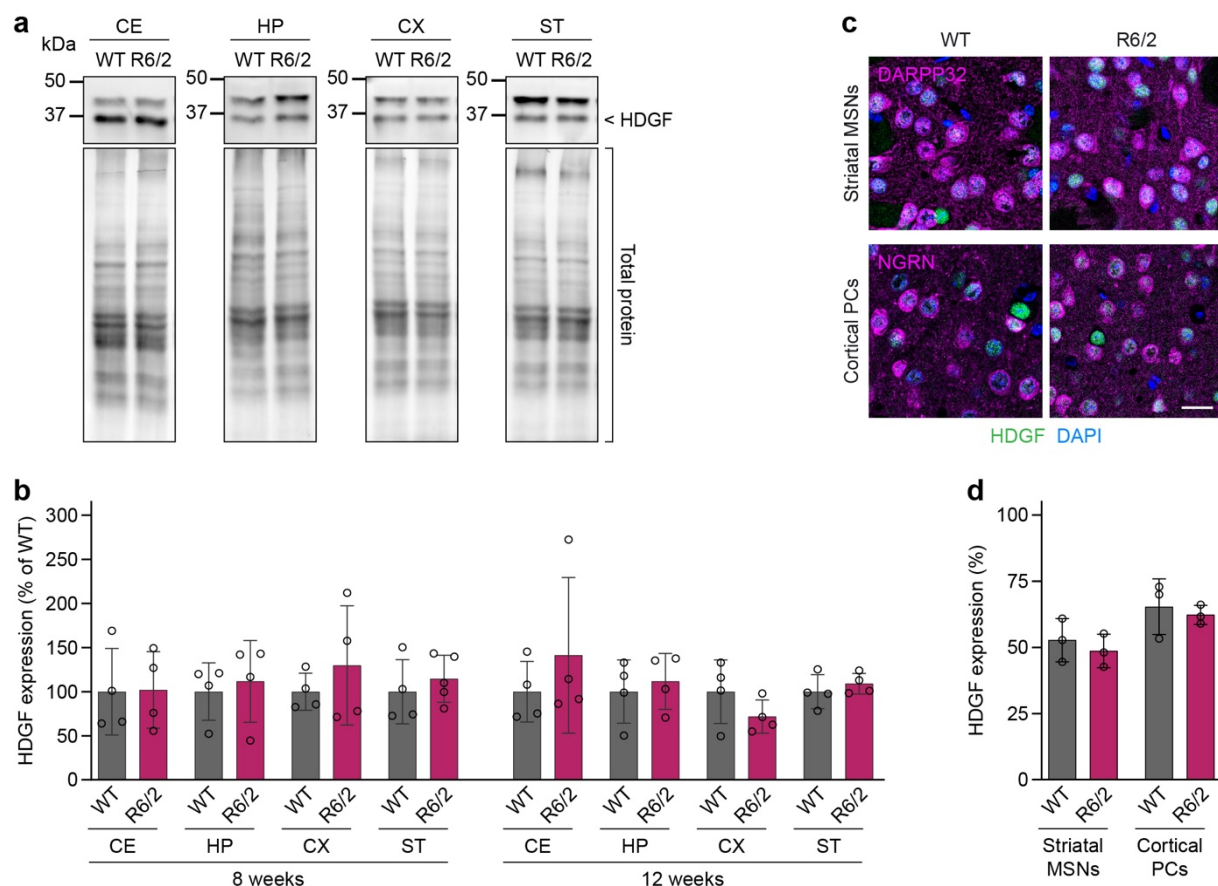 a
CE HP CX ST
kDa
WT R6/2 WT R6/2 WT R6/2 WT R6/2
50 50 50 50
37 37 37 37
< HDGF
Total protein
c
WT R6/2
Striatal MSNs
DARPP32
Cortical PCs
NGRN
HDGF DAPI
b
HDGF expression (% of WT)
300
250
200
150
100
50
0
WT R6/2 WT R6/2 WT R6/2 WT R6/2 WT R6/2 WT R6/2 WT R6/2 WT R6/2
CE HP CX ST CE HP CX ST
8 weeks 12 weeks
d
HDGF expression (%)
100
75
50
25
0
WT R6/2 WT R6/2
Striatal Cortical
MSNs PCs